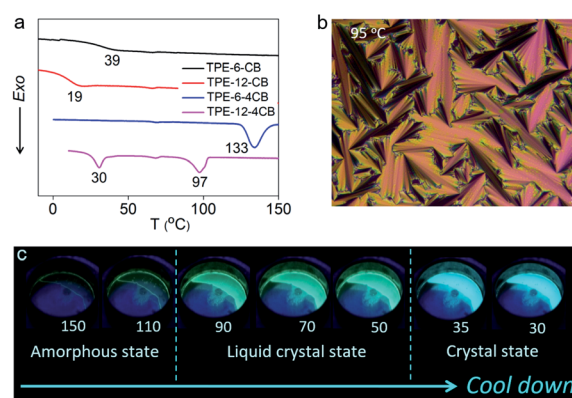 a
39
19
133
30
97
TPE-6-CB
TPE-12-CB
TPE-6-4CB
TPE-12-4CB
Exo
0 50 100 150
T (°C)
b
95 °C
c
150 110 90 70 50 35 30
Amorphous state Liquid crystal state Crystal state
Cool down